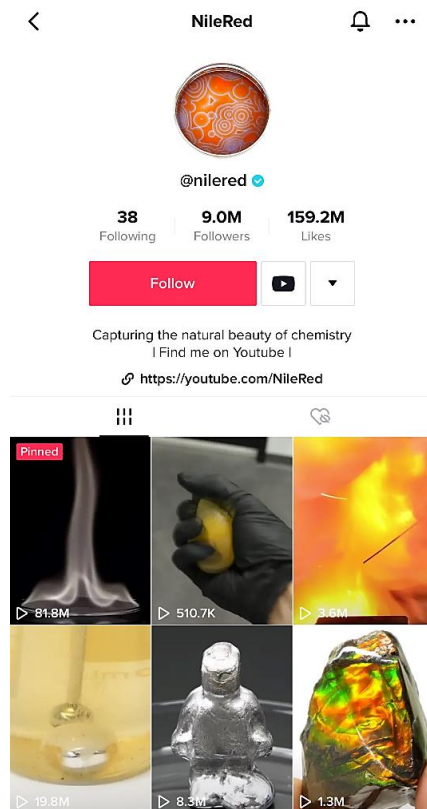 NileRed
@nilered
38 9.0M 159.2M
Following Followers Likes
Follow
Capturing the natural beauty of chemistry
| Find me on Youtube |
https://youtube.com/NileRed
Pinned
81.8M 510.7K 3.6M
19.8M 8.3M 1.3M